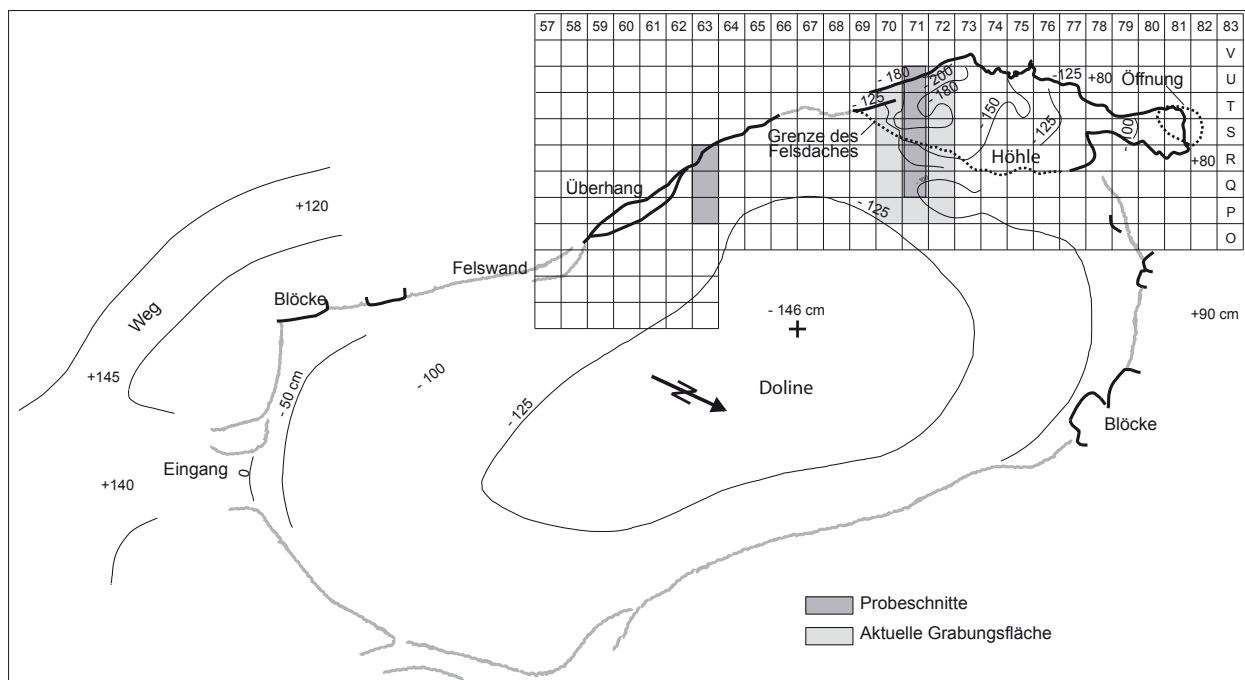 57 58 59 60 61 62 63 64 65 66 67 68 69 70 71 72 73 74 75 76 77 78 79 80 81 82 83
V
U
T
S
R
Q
P
O
- 180
- 200
- 180
- 125
- 150
-125
-125
+80
Öffnung
- 100
+80
Grenze des
Felsdaches
Höhle
Überhang
- 125
+120
Felswand
Blöcke
Weg
- 146 cm
+90 cm
+145
- 50 cm
- 100
-125
Doline
Blöcke
Eingang
0
+140
Probeschnitte
Aktuelle Grabungsfläche